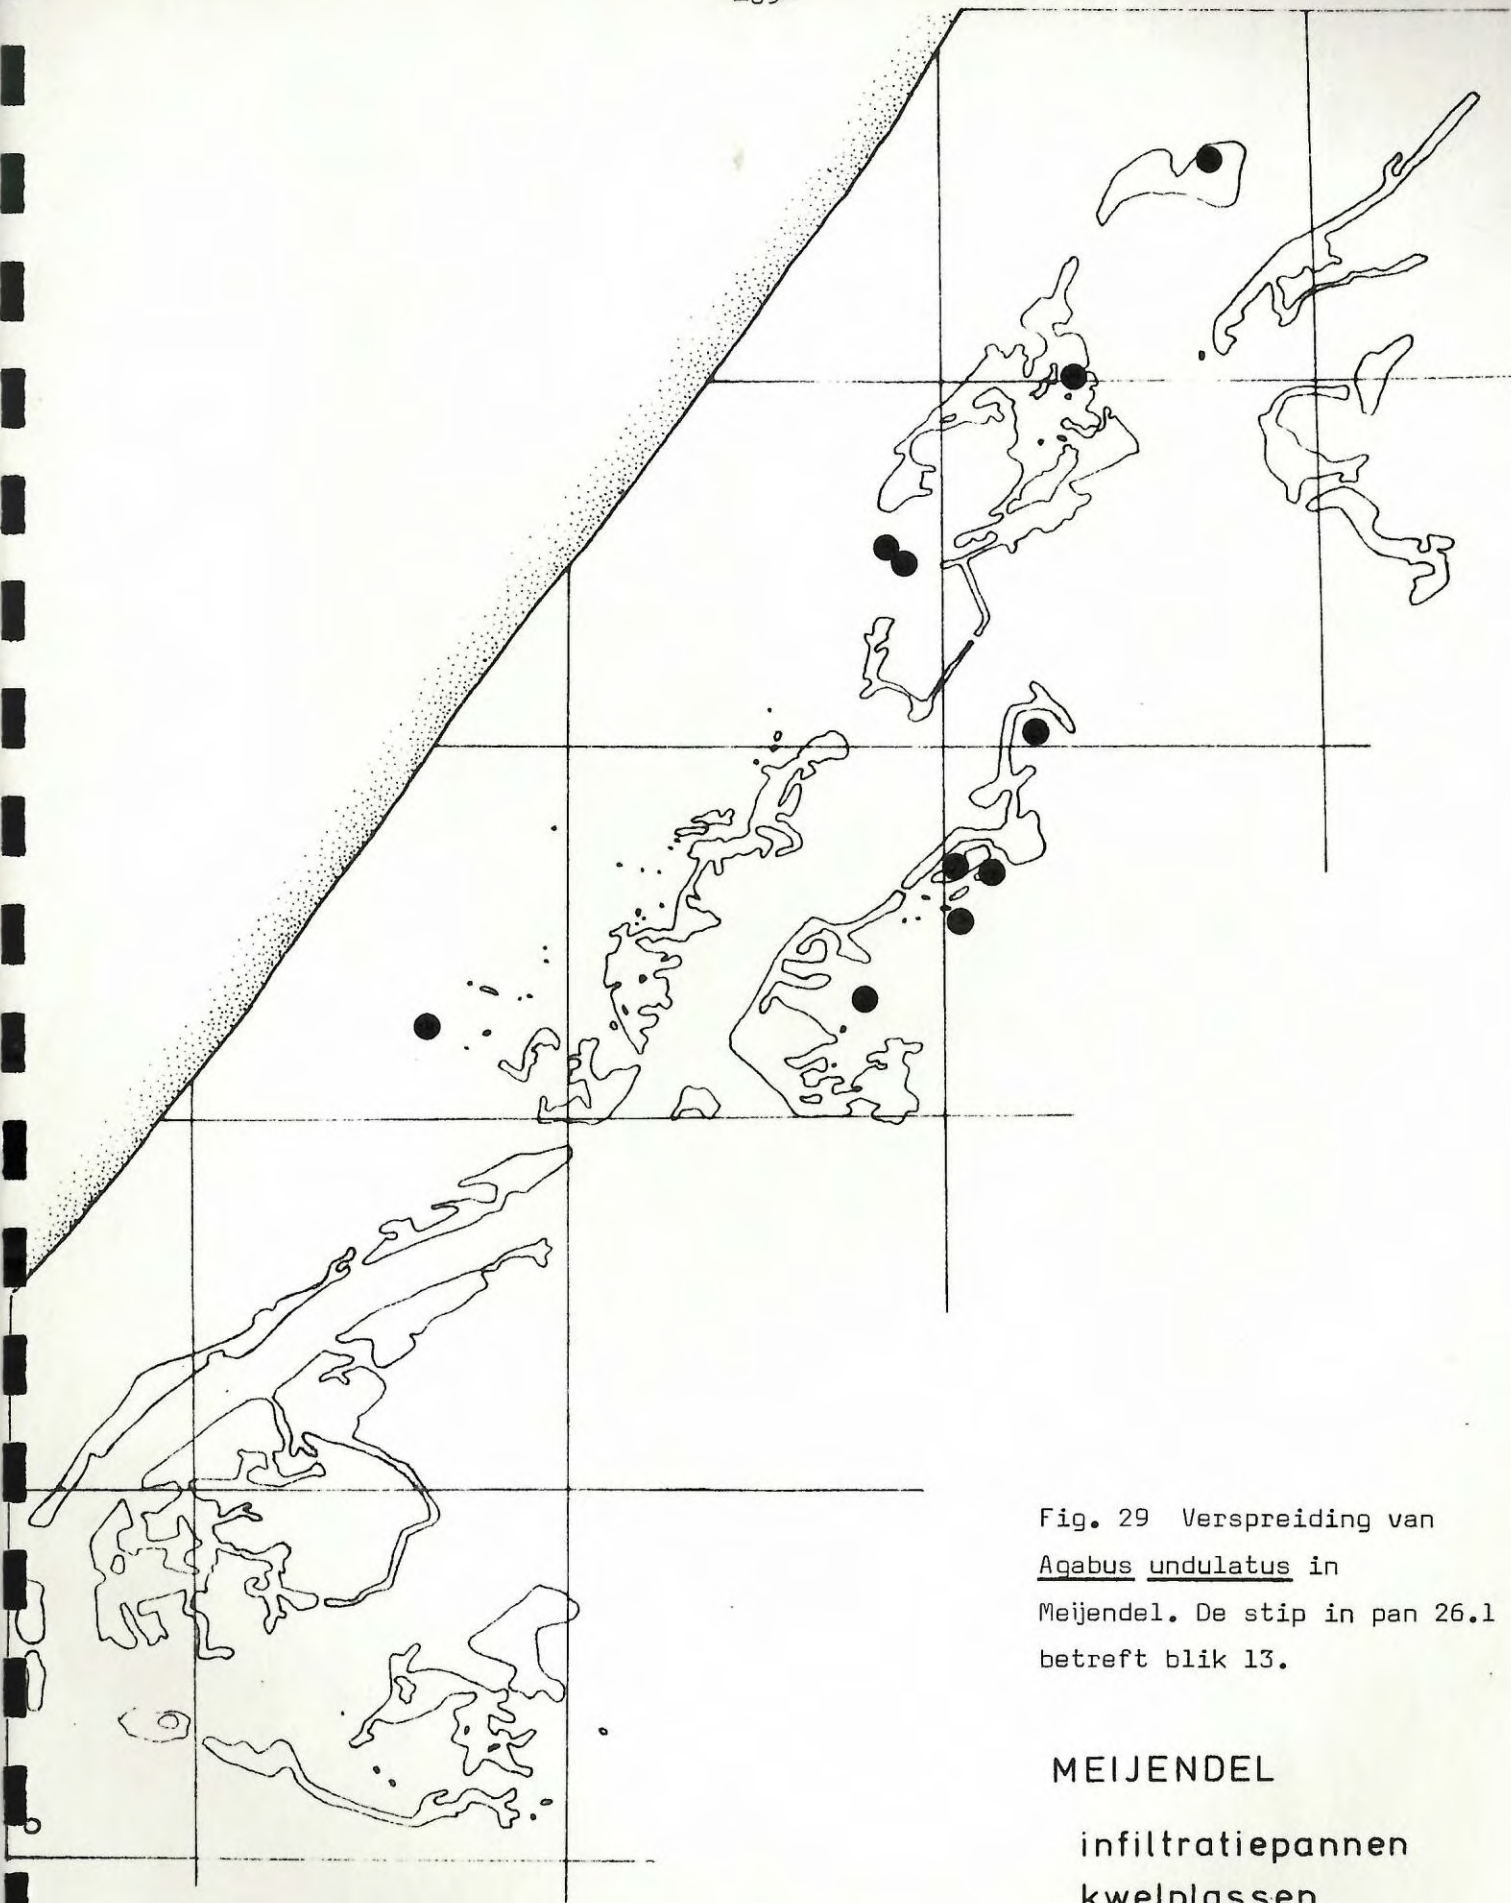 Fig. 29 Verspreiding van
Agabus undulatus in
Meijendel. De stip in pan 26.1
betreft blik 13.
MEIJENDEL
infiltratiepannen
kwelplassen